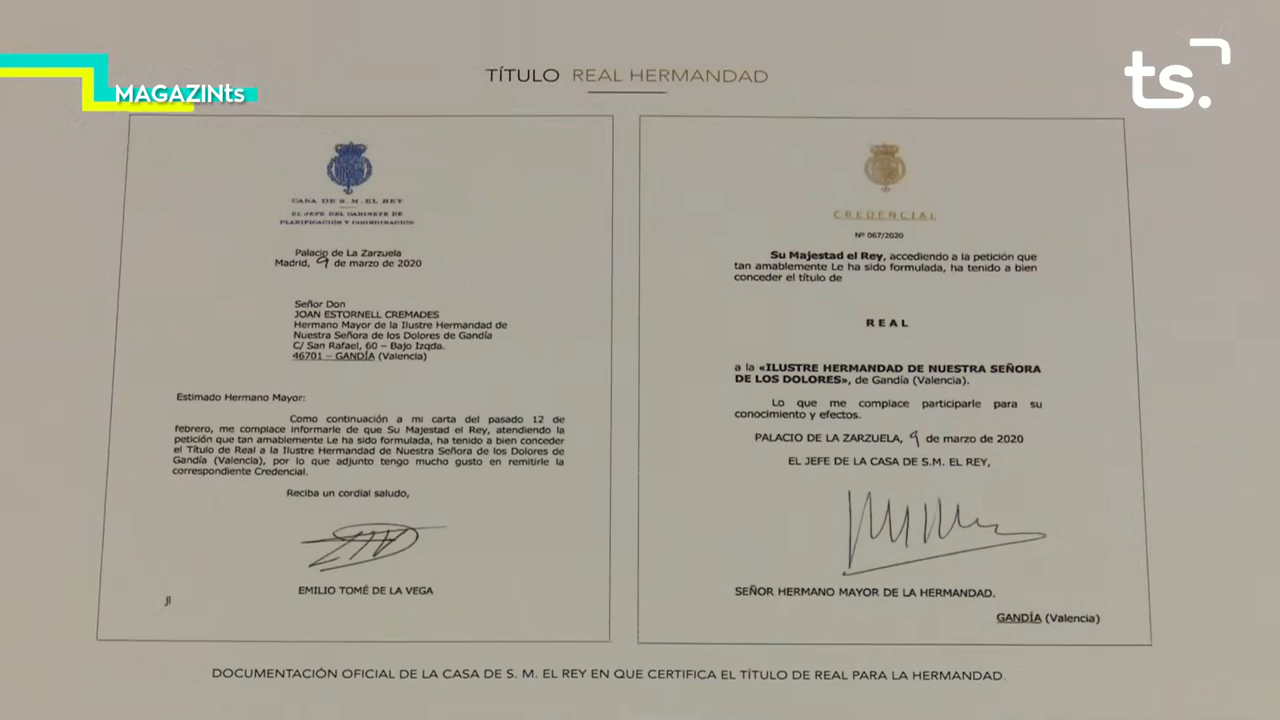 MAGAZINts
ts.
TÍTULO REAL HERMANDAD
CASA DE S. M. EL REY
EL JEFE DEL GABINETE DE
PLANIFICACIÓN Y COORDINACIÓN
Palacio de La Zarzuela
Madrid, 9 de marzo de 2020
Señor Don
JOAN ESTORNELL CREMADES
Hermano Mayor de la Ilustre Hermandad de
Nuestra Señora de los Dolores de Gandía
C/ San Rafael, 60 – Bajo Izqda.
46701 – GANDÍA (Valencia)
Estimado Hermano Mayor:
Como continuación a mi carta del pasado 12 de
febrero, me complace informarle de que Su Majestad el Rey, atendiendo la
petición que tan amablemente Le ha sido formulada, ha tenido a bien conceder
el Título de Real a la Ilustre Hermandad de Nuestra Señora de los Dolores de
Gandía (Valencia), por lo que adjunto tengo mucho gusto en remitirle la
correspondiente Credencial.
Reciba un cordial saludo,
EMILIO TOMÉ DE LA VEGA
jl
CREDENCIAL
Nº 067/2020
Su Majestad el Rey, accediendo a la petición que
tan amablemente Le ha sido formulada, ha tenido a bien
conceder el título de
REAL
a la «ILUSTRE HERMANDAD DE NUESTRA SEÑORA
DE LOS DOLORES», de Gandía (Valencia).
Lo que me complace participarle para su
conocimiento y efectos.
PALACIO DE LA ZARZUELA, 9 de marzo de 2020
EL JEFE DE LA CASA DE S.M. EL REY,
SEÑOR HERMANO MAYOR DE LA HERMANDAD.
GANDÍA (Valencia)
DOCUMENTACIÓN OFICIAL DE LA CASA DE S. M. EL REY EN QUE CERTIFICA EL TÍTULO DE REAL PARA LA HERMANDAD.